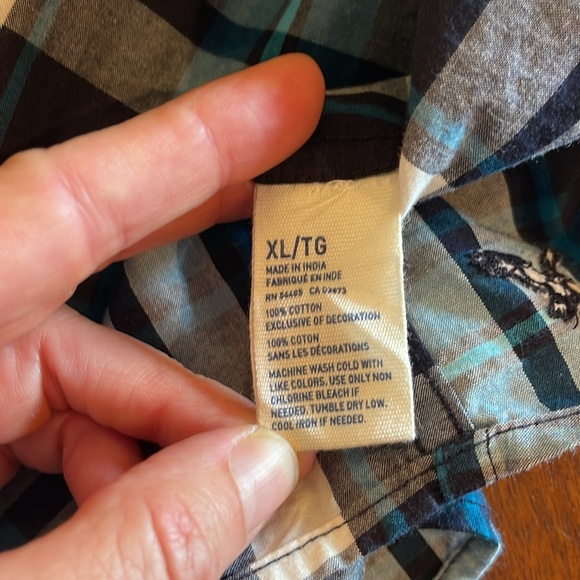 XL/TG
MADE IN INDIA
FABRIQUÉ EN INDE
RN 54485 CA 03073
100% COTTON
EXCLUSIVE OF DECORATION
100% COTON
SANS LES DÉCORATIONS
MACHINE WASH COLD WITH
LIKE COLORS. USE ONLY NON
CHLORINE BLEACH IF
NEEDED. TUMBLE DRY LOW.
COOL IRON IF NEEDED.